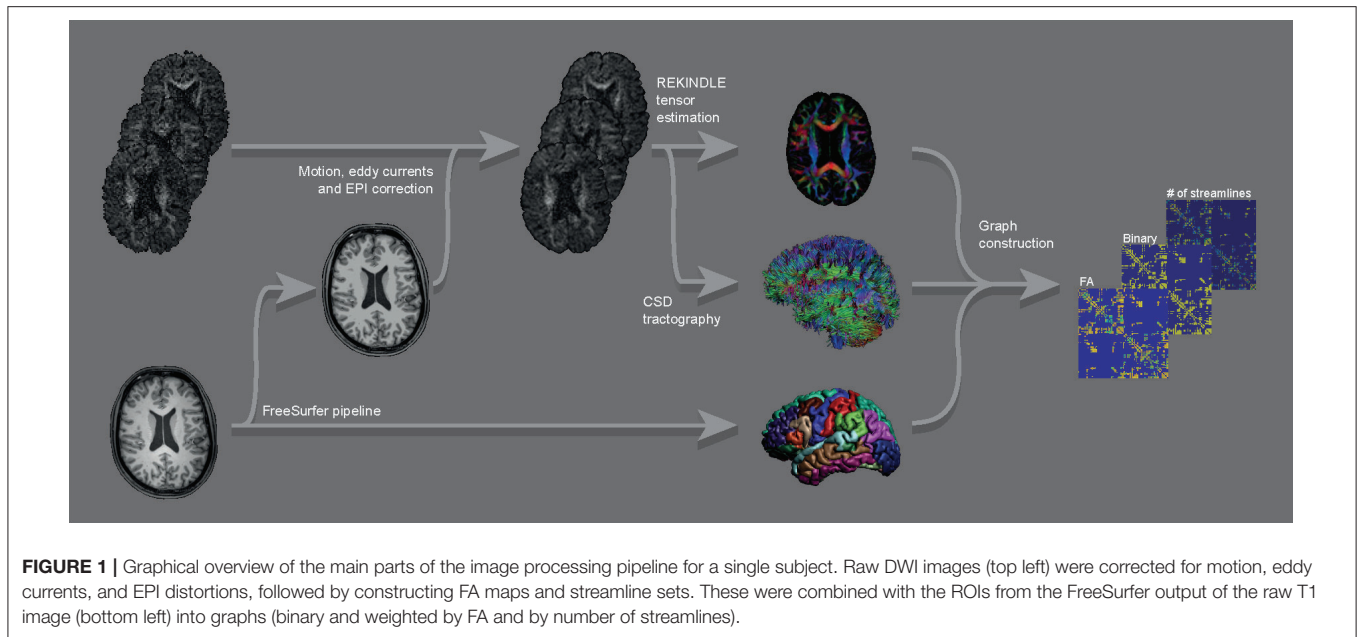 REKINDLE
tensor
estimation
Motion, eddy currents
and EPI correction
# of streamlines
Graph
construction
Binary
FA
CSD
tractography
FreeSurfer pipeline
FIGURE 1 | Graphical overview of the main parts of the image processing pipeline for a single subject. Raw DWI images (top left) were corrected for motion, eddy
currents, and EPI distortions, followed by constructing FA maps and streamline sets. These were combined with the ROIs from the FreeSurfer output of the raw T1
image (bottom left) into graphs (binary and weighted by FA and by number of streamlines).